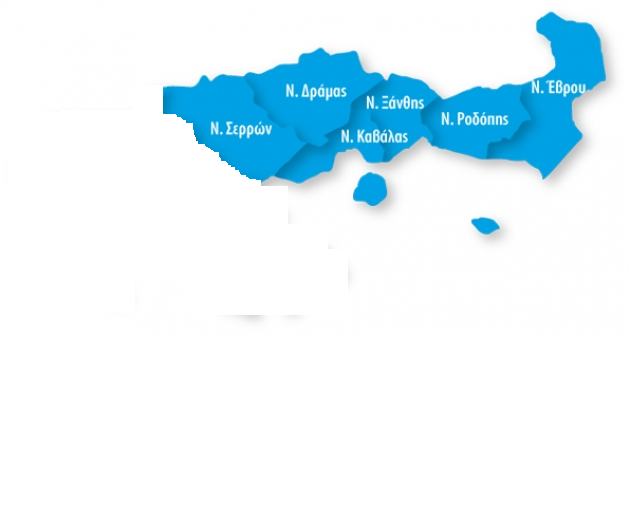 Ν. Έβρου
Ν. Δράμας
Ν. Ξάνθης
Ν. Ροδόπης
Ν. Σερρών
Ν. Καβάλας